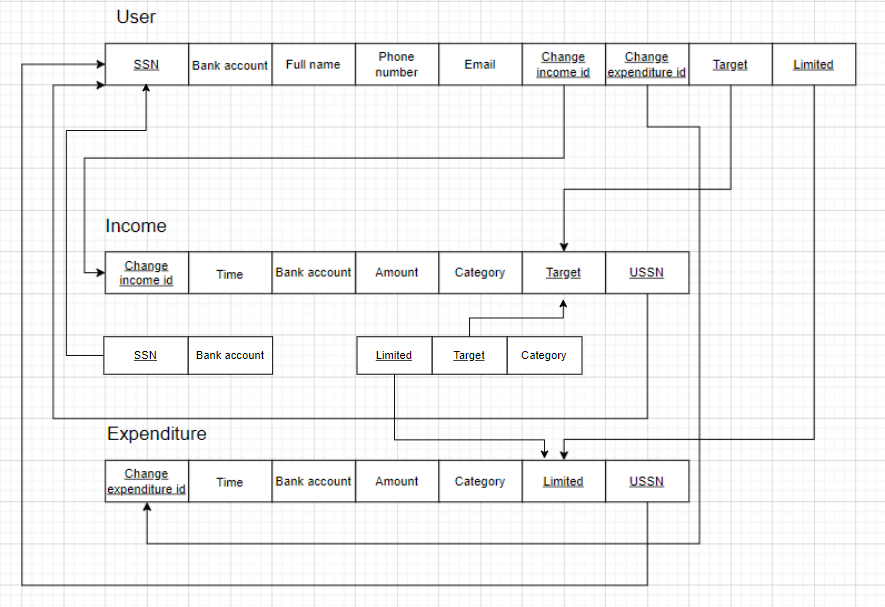 User
SSN
Bank account
Full name
Phone
number
Email
Change
income id
Change
expenditure id
Target
Limited
Income
Change
income id
Time
Bank account
Amount
Category
Target
USSN
SSN
Bank account
Limited
Target
Category
Expenditure
Change
expenditure id
Time
Bank account
Amount
Category
Limited
USSN